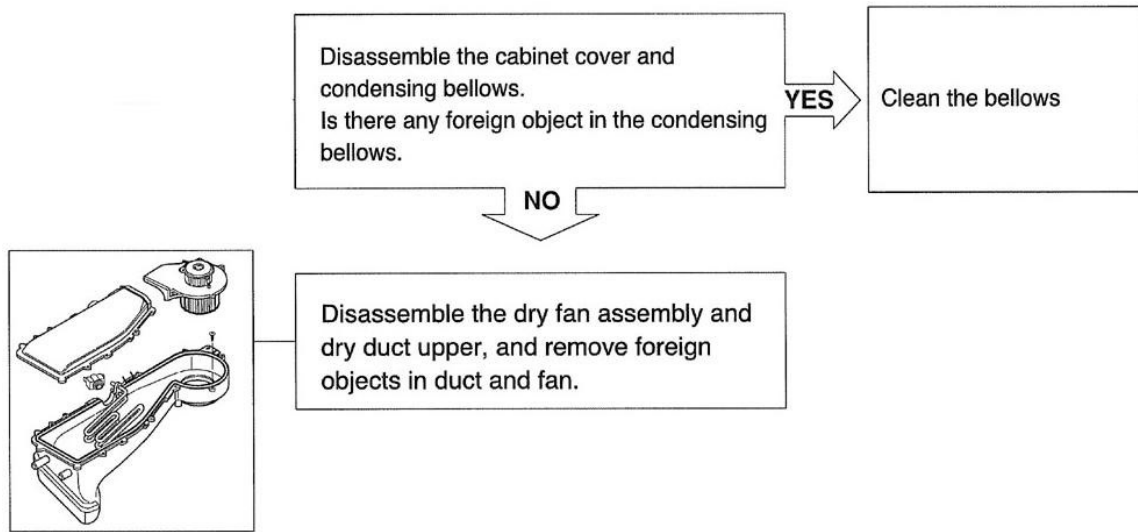 Disassemble the cabinet cover and
condensing bellows.
Is there any foreign object in the condensing
bellows.
YES
Clean the bellows
NO
Disassemble the dry fan assembly and
dry duct upper, and remove foreign
objects in duct and fan.